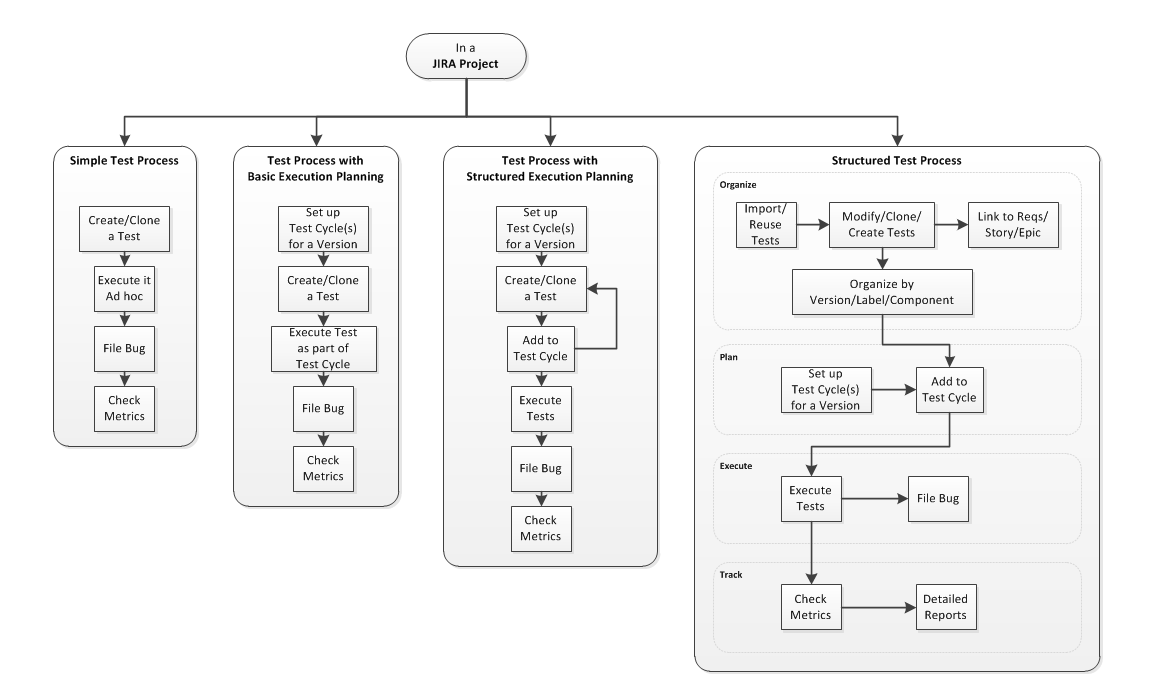 In a
JIRA Project
Simple Test Process
Create/Clone
a Test
Execute it
Ad hoc
File Bug
Check
Metrics
Test Process with
Basic Execution Planning
Set up
Test Cycle(s)
for a Version
Create/Clone
a Test
Execute Test
as part of
Test Cycle
File Bug
Check
Metrics
Test Process with
Structured Execution Planning
Set up
Test Cycle(s)
for a Version
Create/Clone
a Test
Add to
Test Cycle
Execute
Tests
File Bug
Check
Metrics
Structured Test Process
Organize
Import/
Reuse
Tests
Modify/Clone/
Create Tests
Link to Reqs/
Story/Epic
Organize by
Version/Label/Component
Plan
Set up
Test Cycle(s)
for a Version
Add to
Test Cycle
Execute
Execute
Tests
File Bug
Track
Check
Metrics
Detailed
Reports